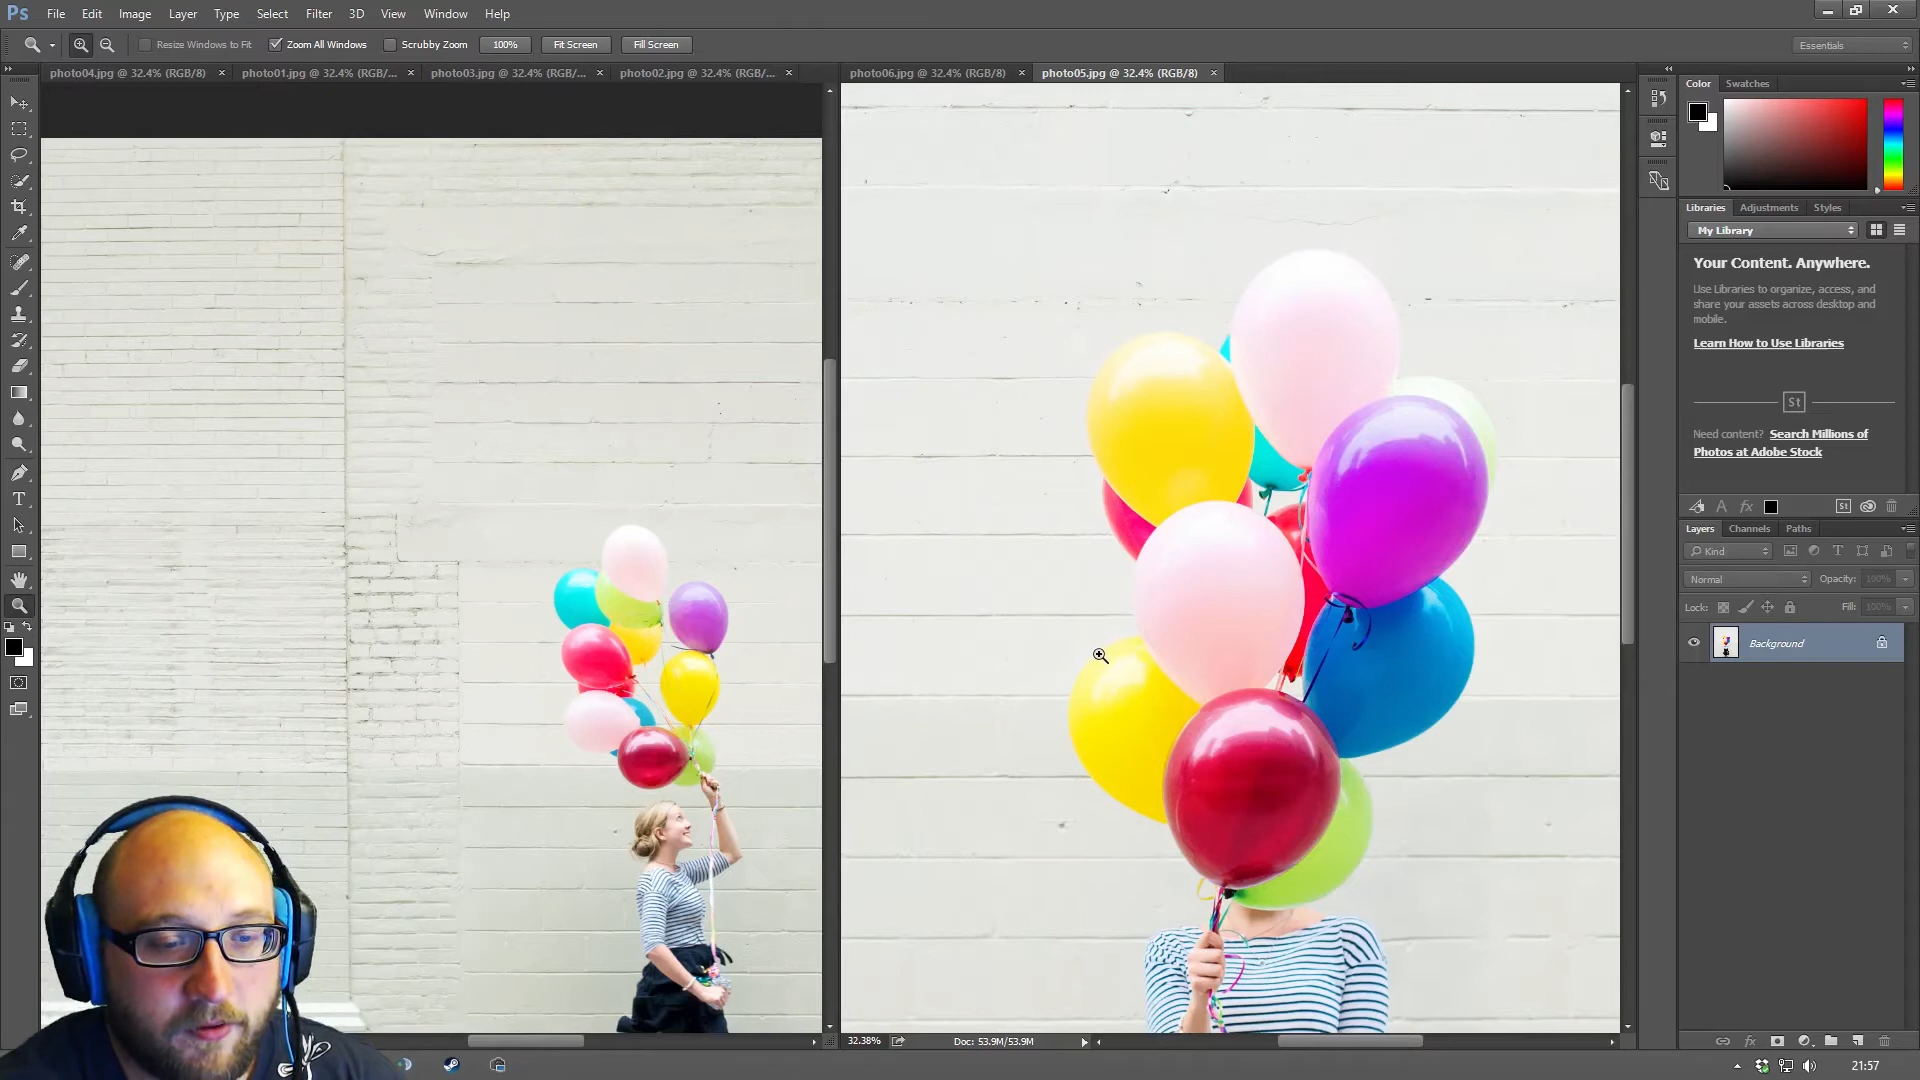 Ps File Edit Image Layer Type Select Filter 3D View Window Help
Resize Windows to Fit Zoom All Windows Scrubby Zoom 100% Fit Screen Fill Screen Essentials
photo04.jpg @ 32.4% (RGB/8) × photo01.jpg @ 32.4% (RGB/... × photo03.jpg @ 32.4% (RGB/... × photo02.jpg @ 32.4% (RGB/... × photo06.jpg @ 32.4% (RGB/8) × photo05.jpg @ 32.4% (RGB/8) ×
Color Swatches
Libraries Adjustments Styles
My Library
Your Content. Anywhere.
Use Libraries to organize, access, and
share your assets across desktop and
mobile.
Learn How to Use Libraries
St
Need content? Search Millions of
Photos at Adobe Stock
A fx St
Layers Channels Paths
Kind T
Normal Opacity: 100%
Lock: Fill: 100%
Background
T
32.38% Doc: 53.9M/53.9M
fx
21:57